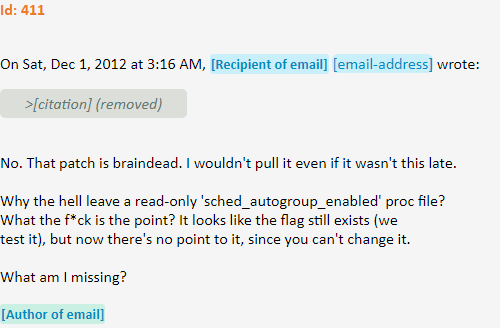 Id: 411
On Sat, Dec 1, 2012 at 3:16 AM, [Recipient of email] [email-address] wrote:
>[citation] (removed)
No. That patch is braindead. I wouldn't pull it even if it wasn't this late.
Why the hell leave a read-only 'sched_autogroup_enabled' proc file?
What the f*ck is the point? It looks like the flag still exists (we
test it), but now there's no point to it, since you can't change it.
What am I missing?
[Author of email]